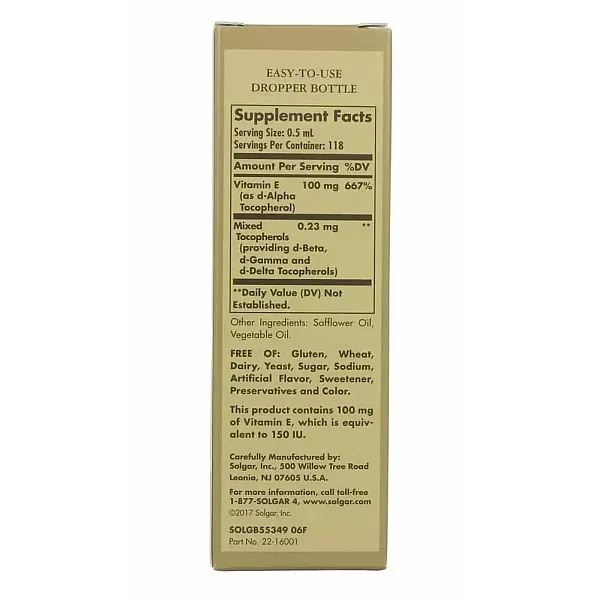 EASY-TO-USE
DROPPER BOTTLE
Supplement Facts
Serving Size: 0.5 mL
Servings Per Container: 118
Amount Per Serving %DV
Vitamin E 100 mg 667%
(as d-Alpha
Tocopherol)
Mixed 0.23 mg **
Tocopherols
(providing d-Beta,
d-Gamma and
d-Delta Tocopherols)
**Daily Value (DV) Not
Established.
Other Ingredients: Safflower Oil,
Vegetable Oil.
FREE OF: Gluten, Wheat,
Dairy, Yeast, Sugar, Sodium,
Artificial Flavor, Sweetener,
Preservatives and Color.
This product contains 100 mg
of Vitamin E, which is equiv-
alent to 150 IU.
Carefully Manufactured by:
Solgar, Inc., 500 Willow Tree Road
Leonia, NJ 07605 U.S.A.
For more information, call toll-free
1-877-SOLGAR 4, www.solgar.com
©2017 Solgar, Inc.
SOLGB55349 06F
Part No. 22-16001